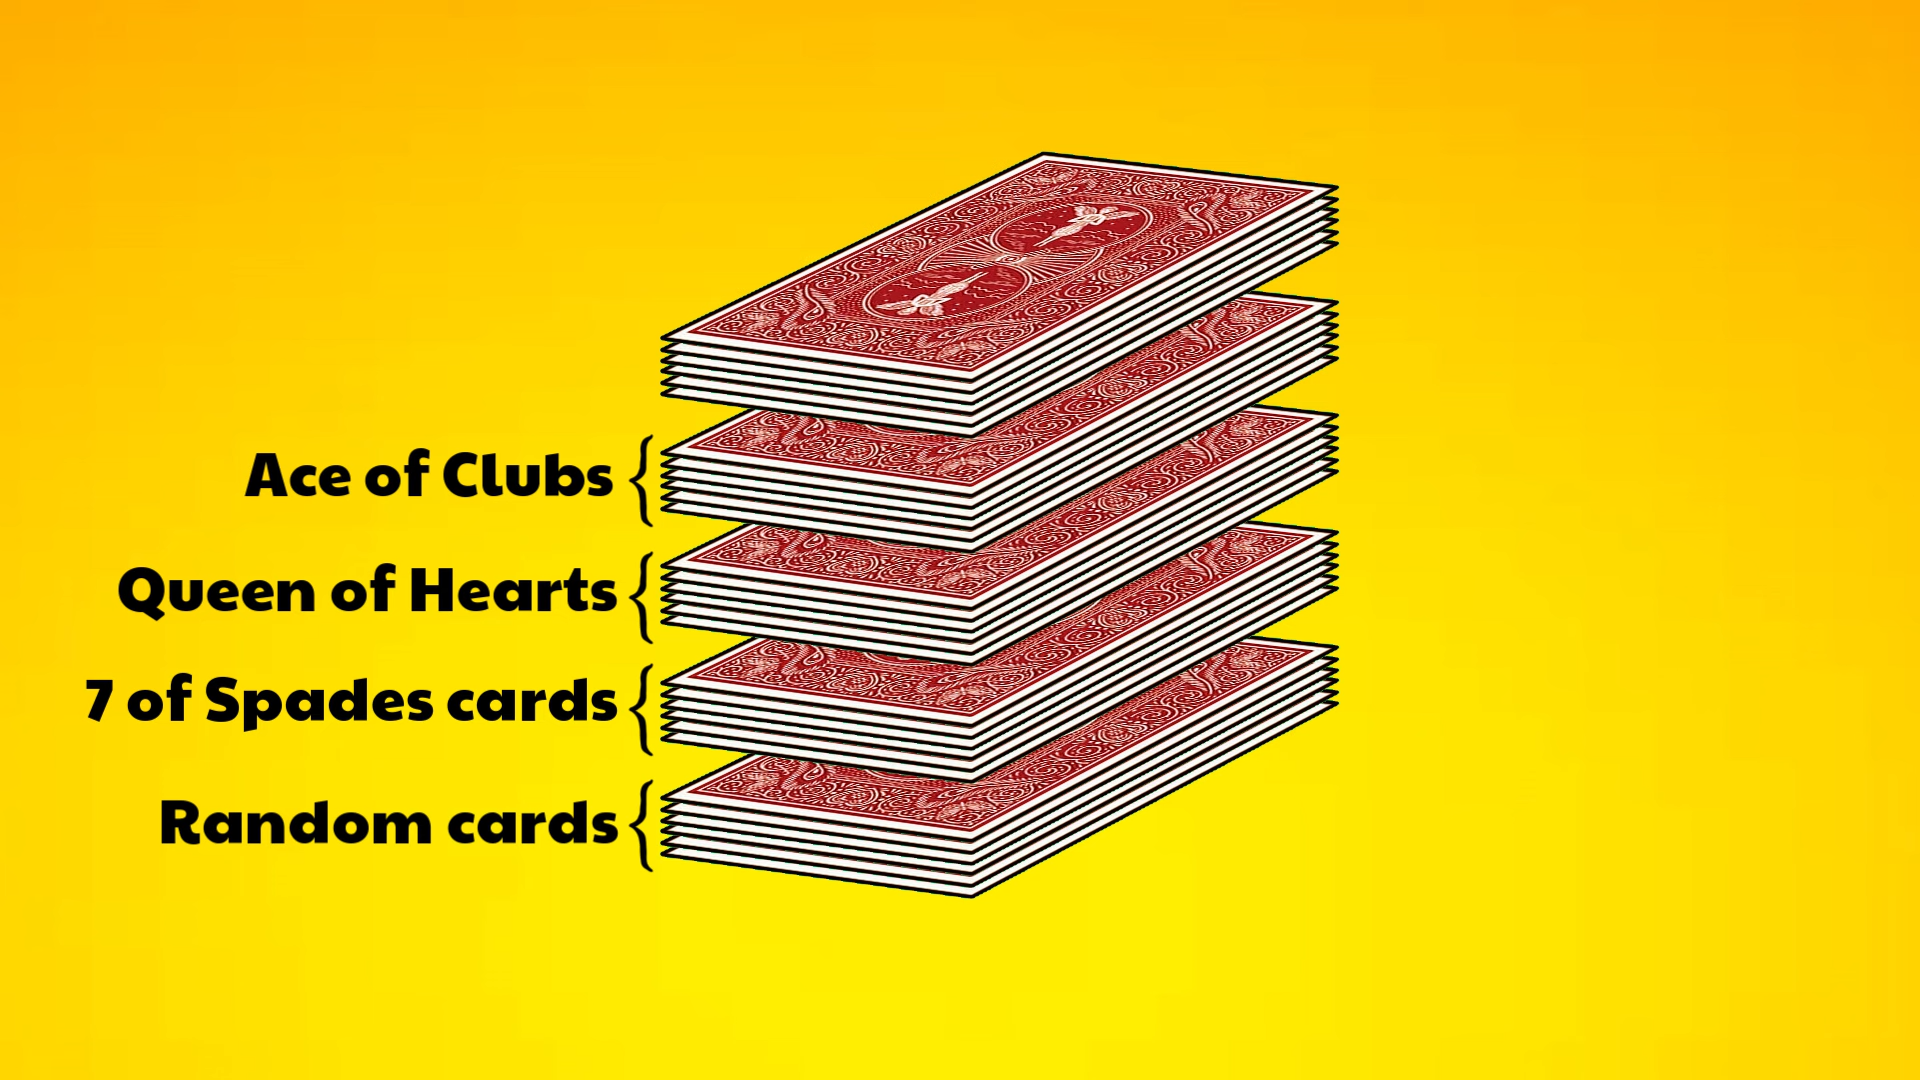 Ace of Clubs
Queen of Hearts
7 of Spades cards
Random cards